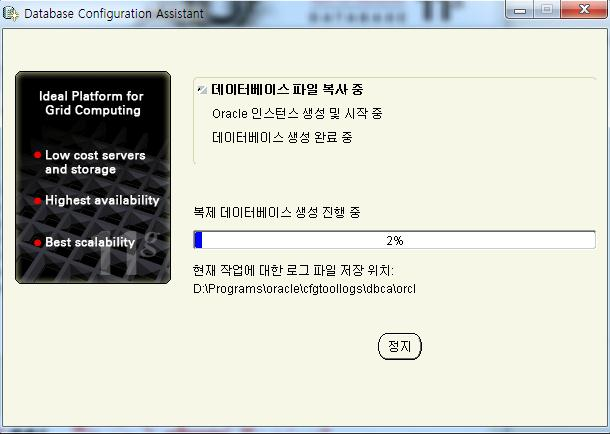 Database Configuration Assistant
DATABASE
Ideal Platform for
Grid Computing
Low cost servers
and storage
Highest availability
Best scalability
11g
데이터베이스 파일 복사 중
Oracle 인스턴스 생성 및 시작 중
데이터베이스 생성 완료 중
복제 데이터베이스 생성 진행 중
2%
현재 작업에 대한 로그 파일 저장 위치:
D:\Programs\oracle\cfgtoollogs\dbca\orcl
정지